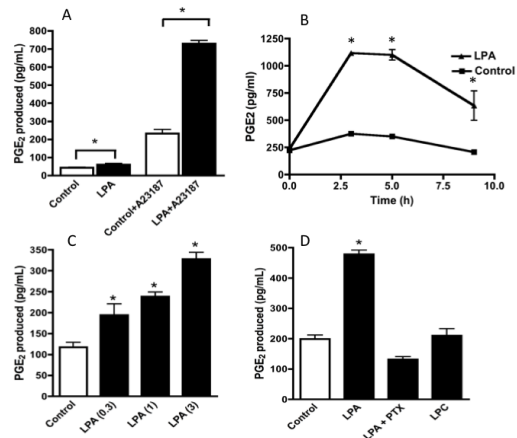 A
PGE2 produced (pg/mL)
800
700
600
500
400
300
200
100
0
*
*
Control
LPA
Control+A23187
LPA+A23187
B
PGE2 (pg/ml)
1250
1000
750
500
250
0
* *
*
LPA
Control
0.0 2.5 5.0 7.5 10.0
Time (h)
C
PGE2 produced (pg/mL)
350
300
250
200
150
100
50
0
*
*
*
Control
LPA (0.3)
LPA (1)
LPA (3)
D
PGE2 produced (pg/mL)
500
400
300
200
100
0
*
Control
LPA
LPA + PTX
LPC